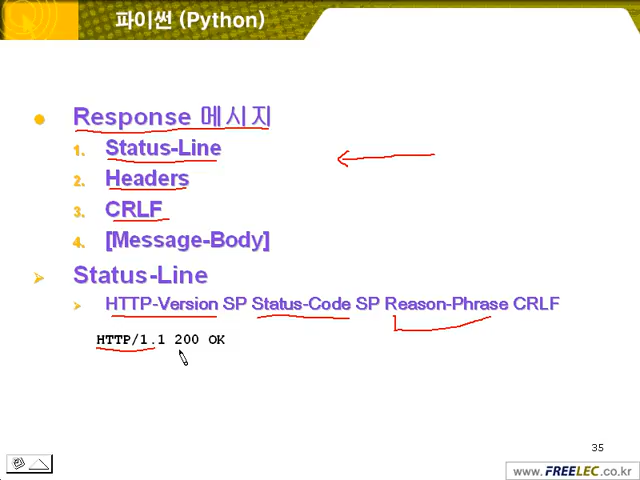 파이썬 (Python)
Response 메시지
1. Status-Line
2. Headers
3. CRLF
4. [Message-Body]
Status-Line
HTTP-Version SP Status-Code SP Reason-Phrase CRLF
HTTP/1.1 200 OK
35
www.FREELEC.co.kr